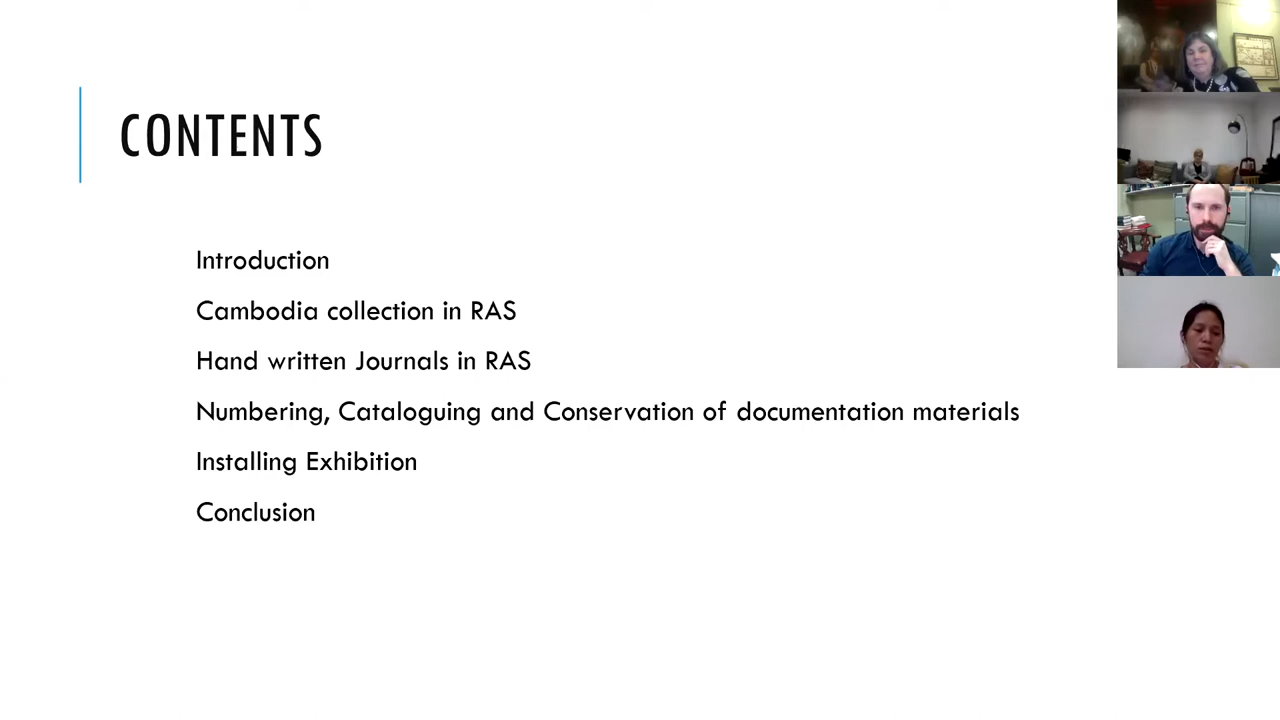 CONTENTS
Introduction
Cambodia collection in RAS
Hand written Journals in RAS
Numbering, Cataloguing and Conservation of documentation materials
Installing Exhibition
Conclusion